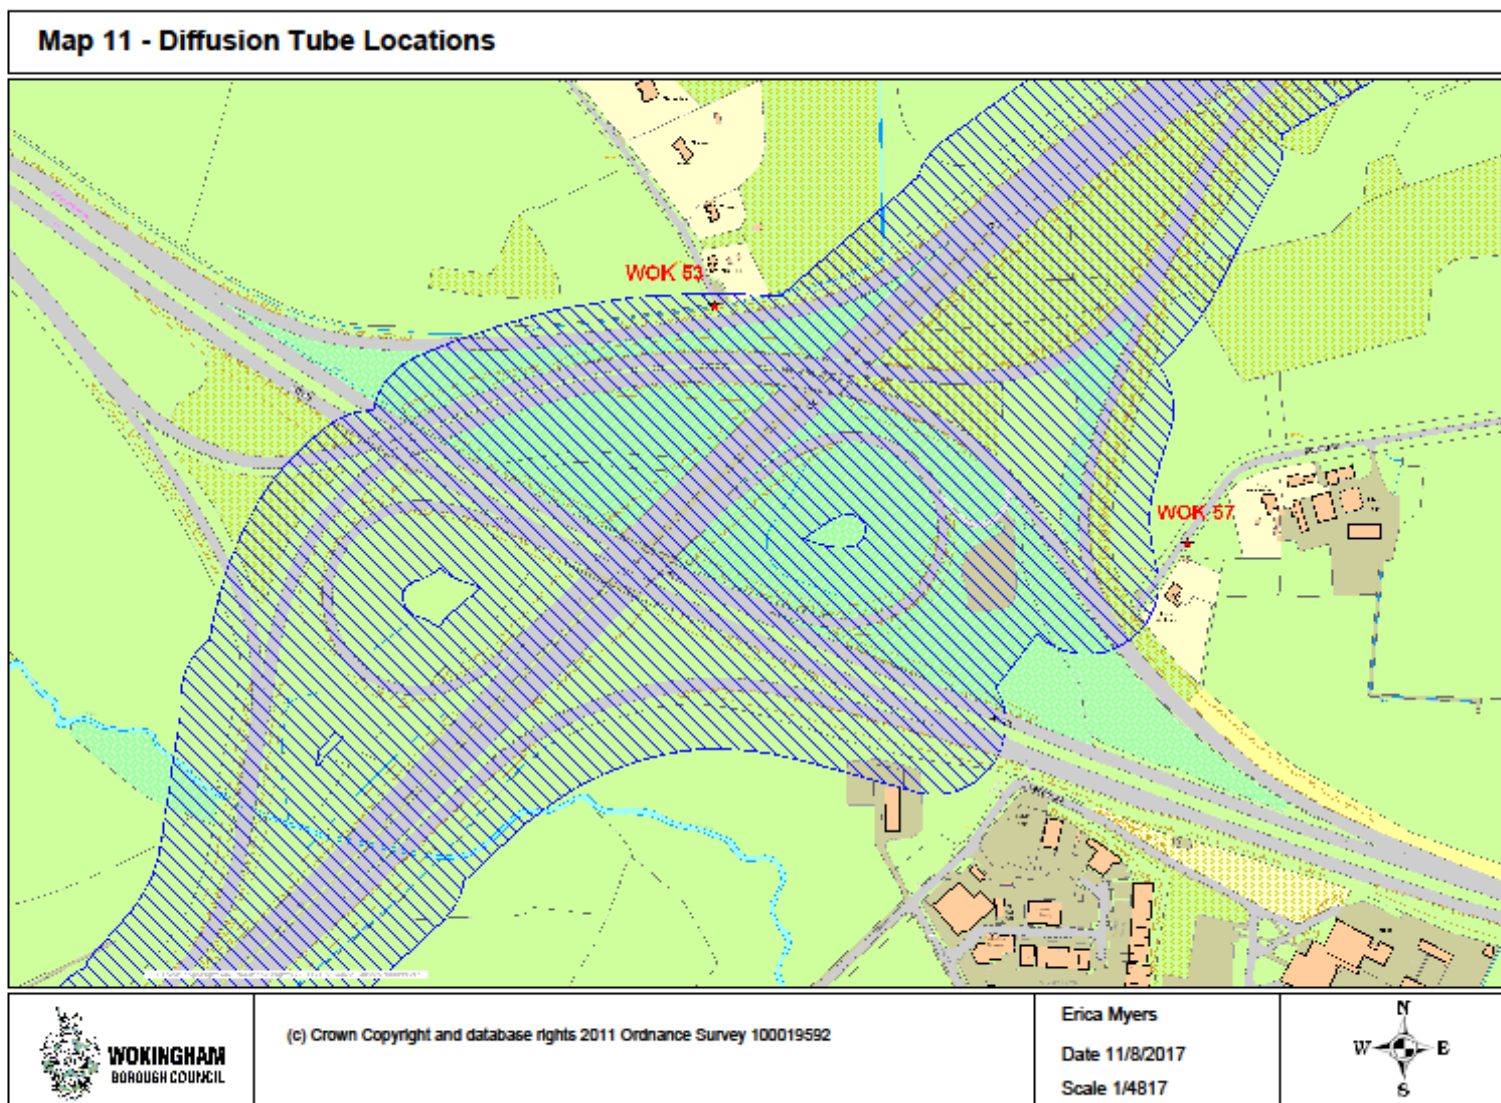 Map 11 - Diffusion Tube Locations
WOK 53
WOK 57
WOKINGHAM
BOROUGH COUNCIL
(c) Crown Copyright and database rights 2011 Ordnance Survey 100019592
Erica Myers
Date 11/8/2017
Scale 1/4817
N
W E
S